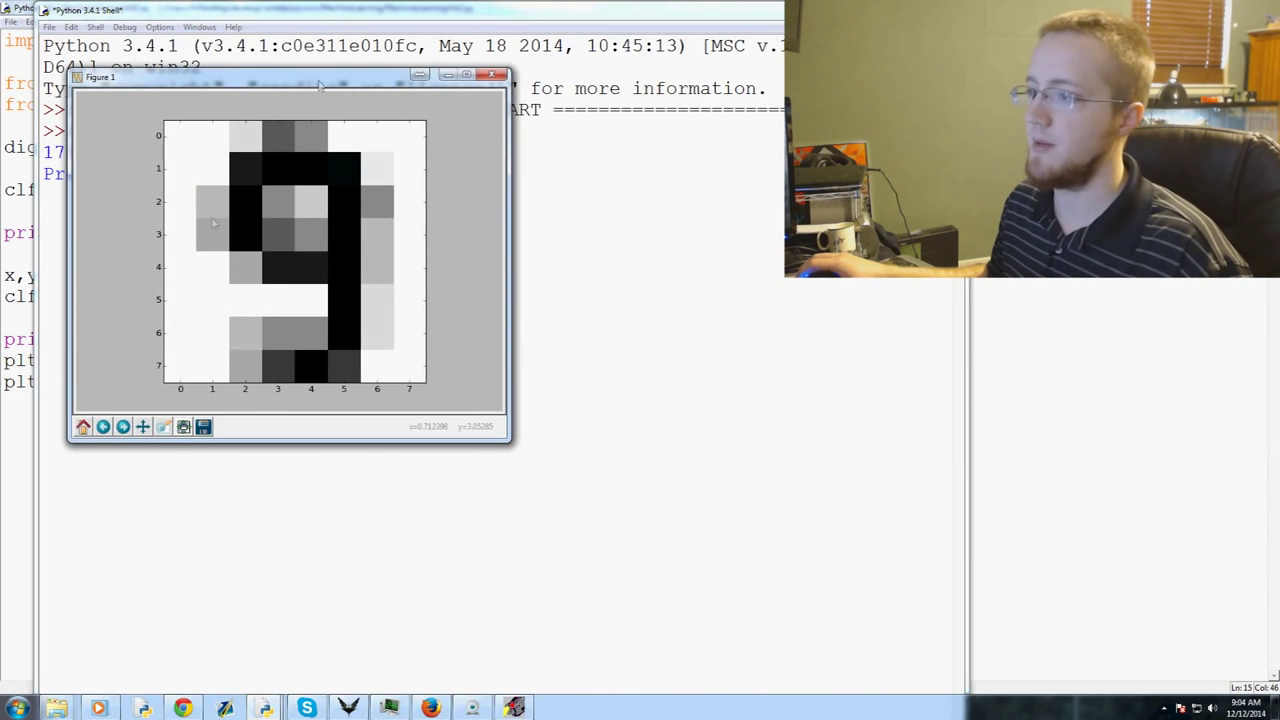 *Python 3.4.1 Shell*
File Edit Shell Debug Options Windows Help
Python 3.4.1 (v3.4.1:c0e311e010fc, May 18 2014, 10:45:13) [MSC v.1
D64)] on win32
Ty for more information.
>> ART ====================
>>
17
Pr
File
imp
fro
fro
dig
clf
pri
x,y
clf
pri
plt
plt
Figure 1
0
1
2
3
4
5
6
7
0 1 2 3 4 5 6 7
x=0.712398 y=3.05285
Ln: 15 Col: 46
9:04 AM
12/12/2014